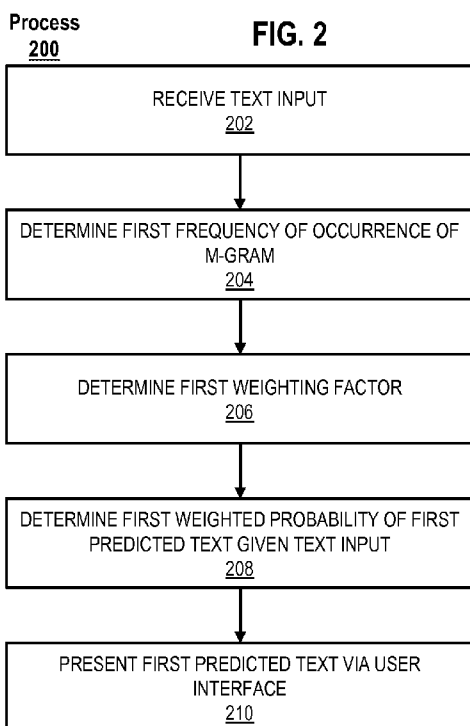 Process
200
FIG. 2
RECEIVE TEXT INPUT
202
DETERMINE FIRST FREQUENCY OF OCCURRENCE OF
M-GRAM
204
DETERMINE FIRST WEIGHTING FACTOR
206
DETERMINE FIRST WEIGHTED PROBABILITY OF FIRST
PREDICTED TEXT GIVEN TEXT INPUT
208
PRESENT FIRST PREDICTED TEXT VIA USER
INTERFACE
210